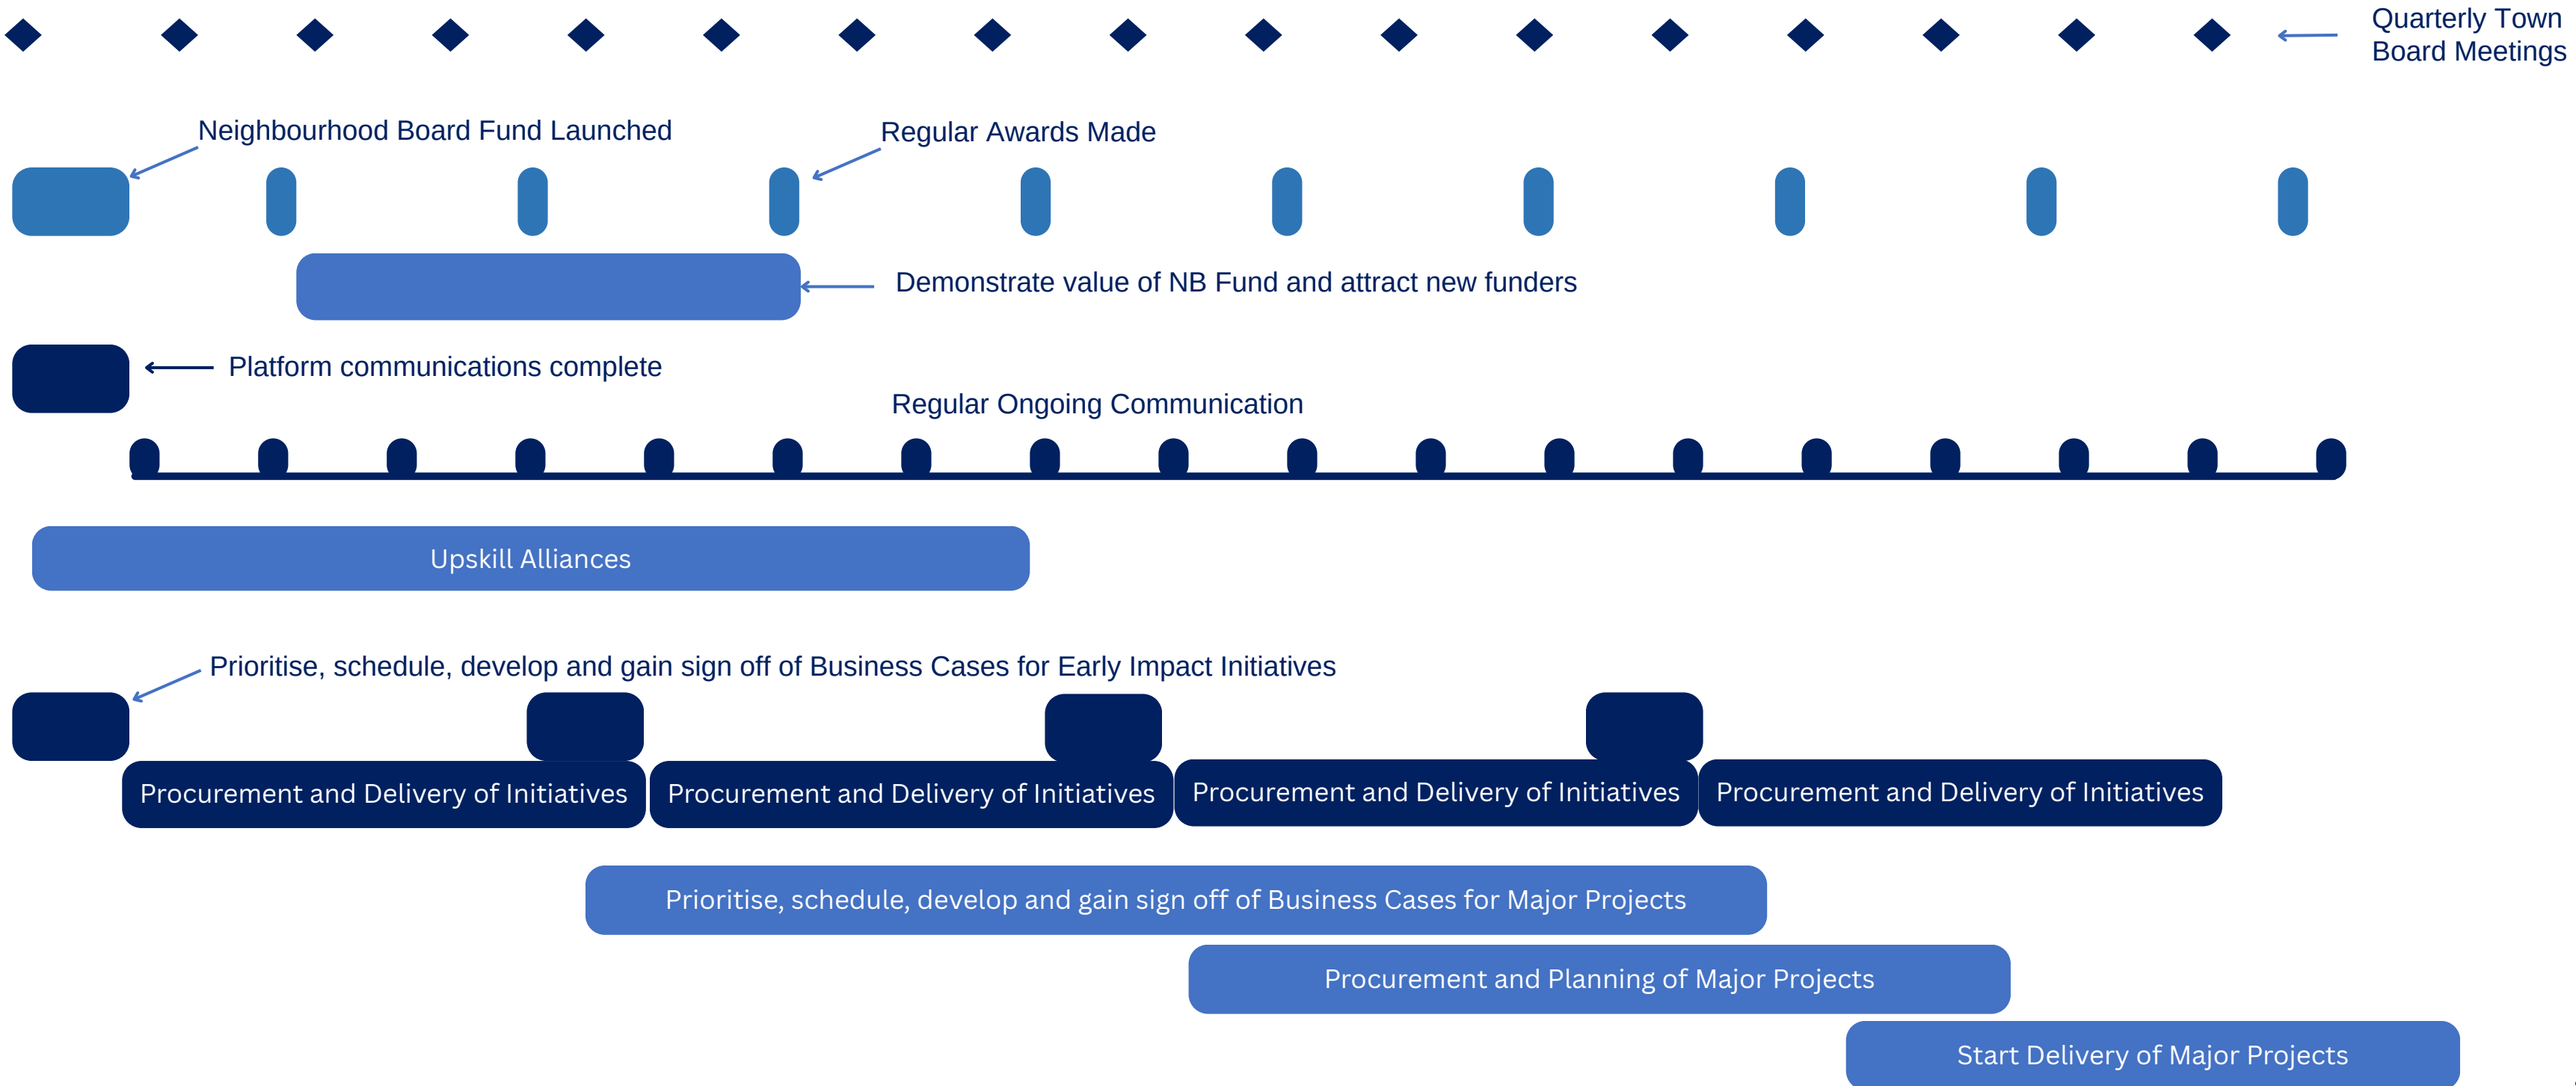 Quarterly Town
Board Meetings
Neighbourhood Board Fund Launched
Regular Awards Made
Demonstrate value of NB Fund and attract new funders
Platform communications complete
Regular Ongoing Communication
Upskill Alliances
Prioritise, schedule, develop and gain sign off of Business Cases for Early Impact Initiatives
Procurement and Delivery of Initiatives
Procurement and Delivery of Initiatives
Procurement and Delivery of Initiatives
Procurement and Delivery of Initiatives
Prioritise, schedule, develop and gain sign off of Business Cases for Major Projects
Procurement and Planning of Major Projects
Start Delivery of Major Projects